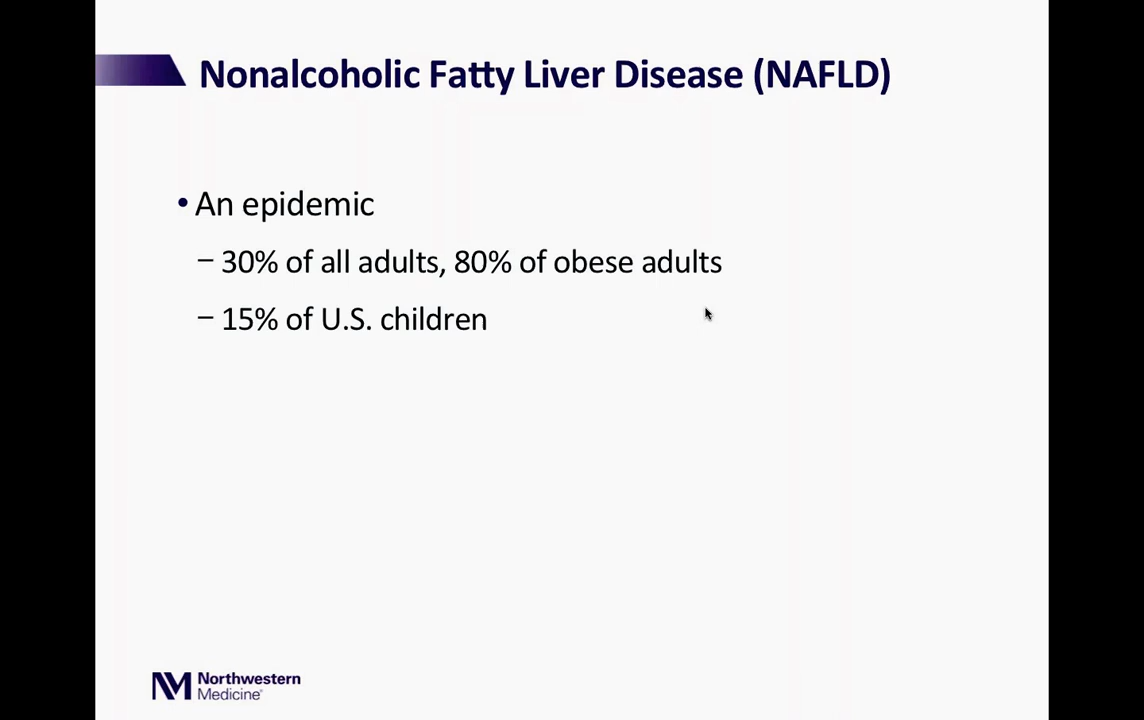 Nonalcoholic Fatty Liver Disease (NAFLD)
• An epidemic
– 30% of all adults, 80% of obese adults
– 15% of U.S. children
NM Northwestern
Medicine®